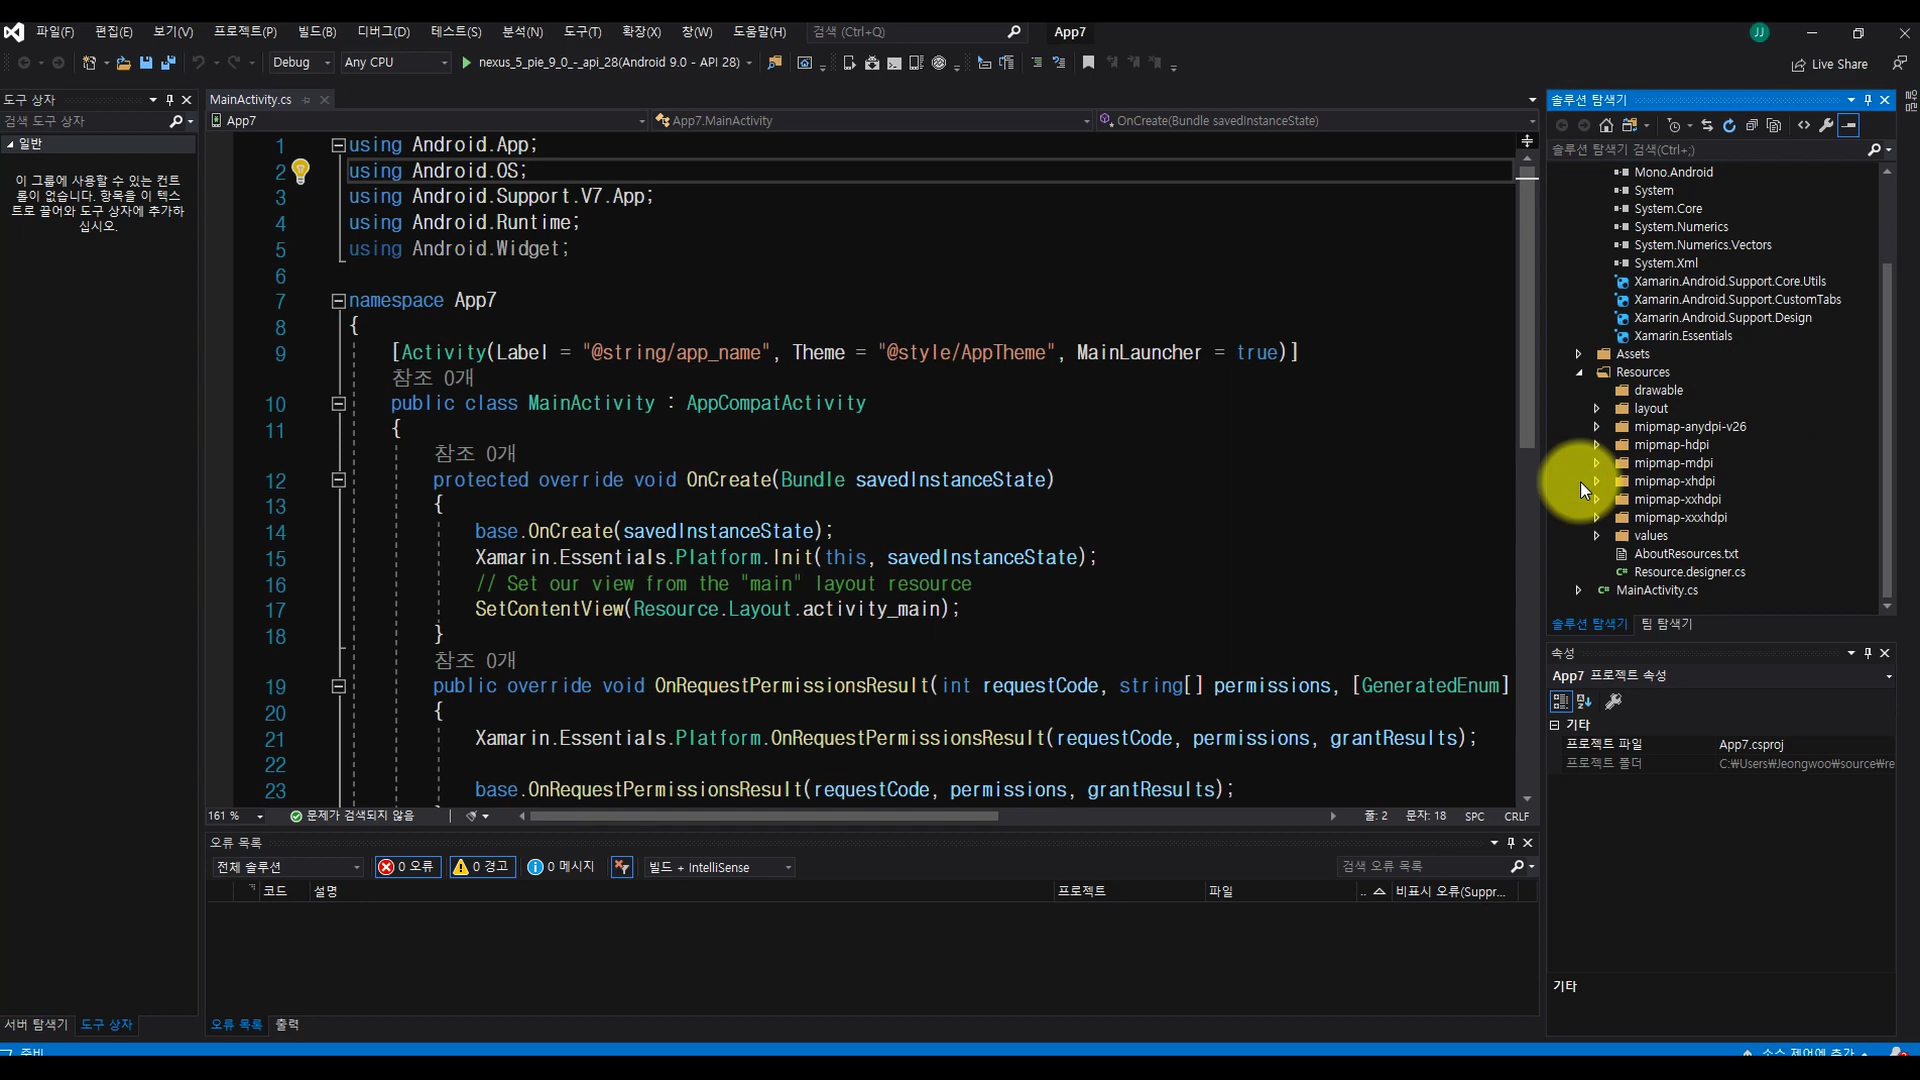 파일(F) 편집(E) 보기(V) 프로젝트(P) 빌드(B) 디버그(D) 테스트(S) 분석(N) 도구(T) 확장(X) 창(W) 도움말(H) 검색 (Ctrl+Q) App7 JJ
Debug Any CPU nexus_5_pie_9_0_-_api_28(Android 9.0 - API 28) Live Share
도구 상자
검색 도구 상자
일반
이 그룹에 사용할 수 있는 컨트
롤이 없습니다. 항목을 이 텍스
트로 끌어와 도구 상자에 추가하
십시오.
서버 탐색기 도구 상자
MainActivity.cs
App7 App7.MainActivity OnCreate(Bundle savedInstanceState)
1 using Android.App;
2 using Android.OS;
3 using Android.Support.V7.App;
4 using Android.Runtime;
5 using Android.Widget;
6
7 namespace App7
8 {
9 [Activity(Label = "@string/app_name", Theme = "@style/AppTheme", MainLauncher = true)]
참조 0개
10 public class MainActivity : AppCompatActivity
11 {
참조 0개
12 protected override void OnCreate(Bundle savedInstanceState)
13 {
14 base.OnCreate(savedInstanceState);
15 Xamarin.Essentials.Platform.Init(this, savedInstanceState);
16 // Set our view from the "main" layout resource
17 SetContentView(Resource.Layout.activity_main);
18 }
참조 0개
19 public override void OnRequestPermissionsResult(int requestCode, string[] permissions, [GeneratedEnum]
20 {
21 Xamarin.Essentials.Platform.OnRequestPermissionsResult(requestCode, permissions, grantResults);
22
23 base.OnRequestPermissionsResult(requestCode, permissions, grantResults);
161 % 문제가 검색되지 않음 줄: 2 문자: 18 SPC CRLF
오류 목록
전체 솔루션 0 오류 0 경고 0 메시지 빌드 + IntelliSense 검색 오류 목록
코드 설명 프로젝트 파일 .. 비표시 오류(Suppr...
오류 목록 출력
솔루션 탐색기
솔루션 탐색기 검색(Ctrl+;)
Mono.Android
System
System.Core
System.Numerics
System.Numerics.Vectors
System.Xml
Xamarin.Android.Support.Core.Utils
Xamarin.Android.Support.CustomTabs
Xamarin.Android.Support.Design
Xamarin.Essentials
Assets
Resources
drawable
layout
mipmap-anydpi-v26
mipmap-hdpi
mipmap-mdpi
mipmap-xhdpi
mipmap-xxhdpi
mipmap-xxxhdpi
values
AboutResources.txt
C# Resource.designer.cs
C# MainActivity.cs
솔루션 탐색기 팀 탐색기
속성
App7 프로젝트 속성
기타
프로젝트 파일 App7.csproj
프로젝트 폴더 C:₩Users₩Jeongwoo₩source₩re
기타
준비 소스 제어에 추가